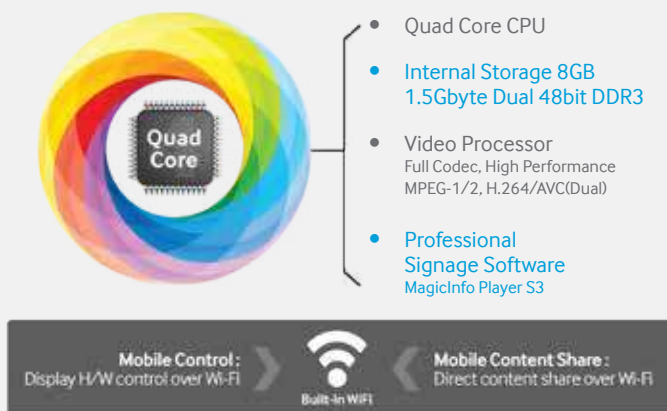 Quad
Core
Quad Core CPU
Internal Storage 8GB
1.5Gbyte Dual 48bit DDR3
Video Processor
Full Codec, High Performance
MPEG-1/2, H.264/AVC(Dual)
Professional
Signage Software
MagicInfo Player S3
Mobile Control:
Display H/W control over Wi-Fi
Built-in WiFi
Mobile Content Share:
Direct content share over Wi-Fi